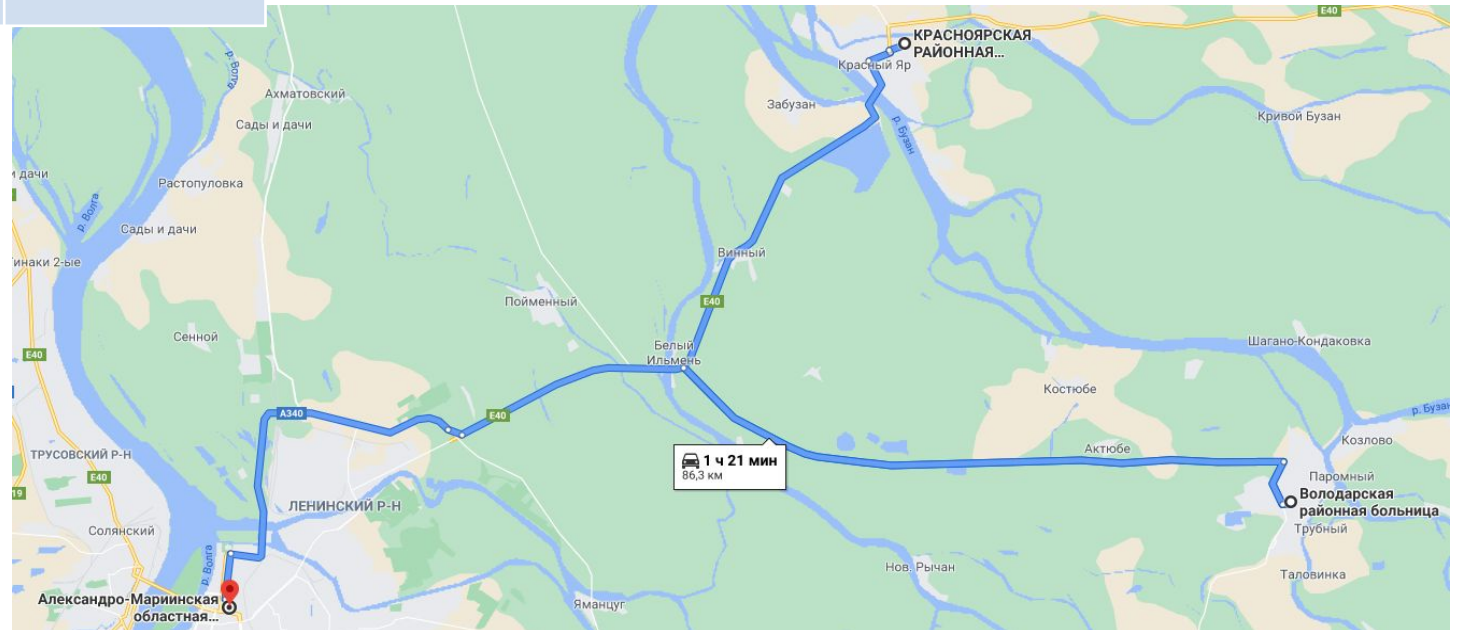 E40
КРАСНОЯРСКАЯ
РАЙОННАЯ...
Красный Яр
р. Волга
Ахматовский
Забузан
Сады и дачи
Кривой Бузан
р. Бузан
и дачи
Растопуловка
р. Волга
Сады и дачи
Винный
инаки 2-ые
Пойменный
E40
Сенной
Белый
Ильмень
Шагано-Кондаковка
E40
Костюбе
A340
E40
р. Бузан
Козлово
ТРУСОВСКИЙ Р-Н
Актюбе
1 ч 21 мин
86,3 км
E40
Паромный
19
Володарская
районная больница
ЛЕНИНСКИЙ Р-Н
Солянский
Трубный
р. Волга
Нов. Рычан
Таловинка
Александро-Мариинская
областная...
Яманцуг